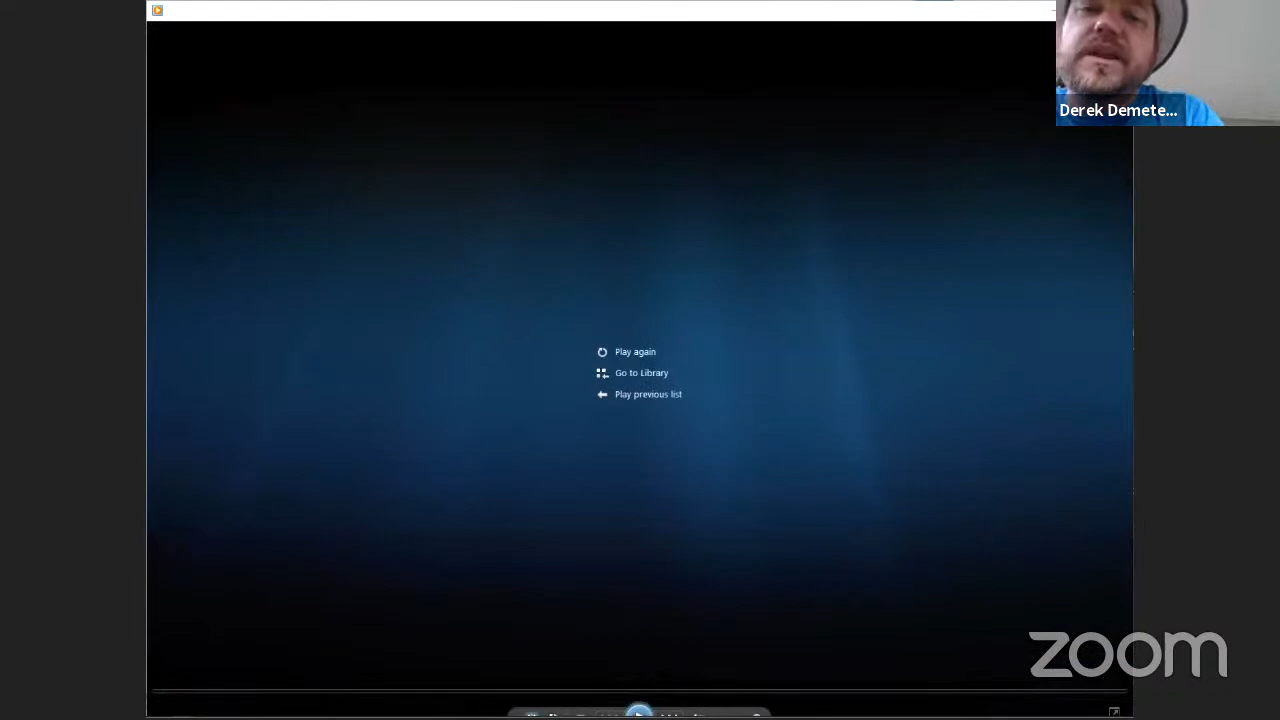 Derek Demete...
Play again
Go to Library
Play previous list
zoom